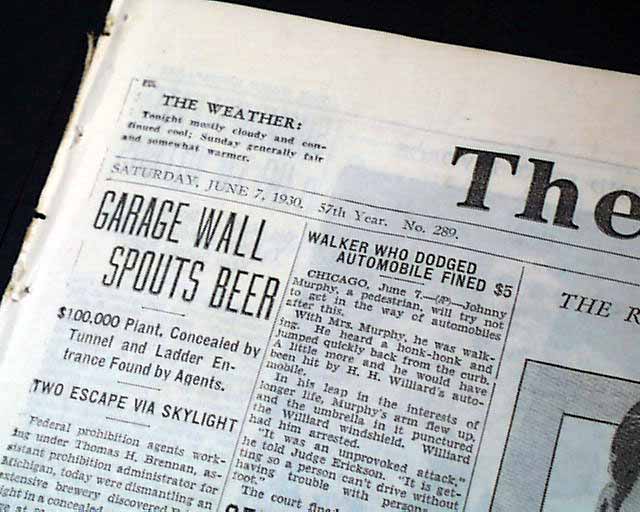 THE WEATHER:
Tonight mostly cloudy and con-
tinued cool; Sunday generally fair
and somewhat warmer.
The
SATURDAY, JUNE 7, 1930. 57th Year. No. 289.
GARAGE WALL
SPOUTS BEER
$100,000 Plant, Concealed by
Tunnel and Ladder En-
trance Found by Agents.
TWO ESCAPE VIA SKYLIGHT
Federal prohibition agents work-
ing under Thomas H. Brennan, as-
sistant prohibition administrator for
Michigan, today were dismantling an
extensive brewery discovered
in a concealed
WALKER WHO DODGED
AUTOMOBILE FINED $5
CHICAGO, June 7.—(AP)—Johnny
Murphy, a pedestrian, will try not
to get in the way of automobiles
after this.
With Mrs. Murphy, he was walk-
ing. He heard a honk-honk and
jumped quickly back from the curb.
A little more and he would have
been hit by H. H. Williard's auto-
mobile.
In his leap in the interests of
longer life, Murphy's arm flew up,
and the umbrella in it punctured
the Williard windshield. Williard
had him arrested.
"It was an unprovoked attack,"
he told Judge Erickson. "It is get-
ting so a person can't drive without
having trouble with persons
foot."
The court fined
THE R